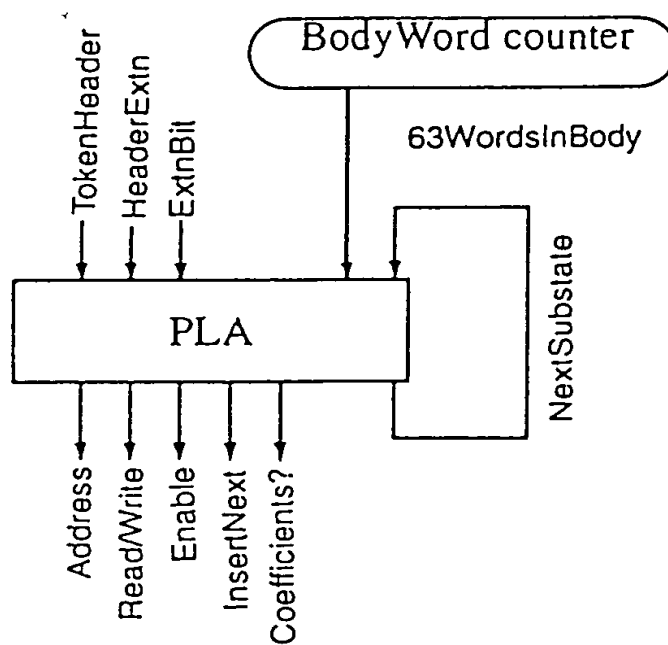 BodyWord counter
63WordsInBody
TokenHeader
HeaderExtn
ExtnBit
PLA
NextSubstate
Address
Read/Write
Enable
InsertNext
Coefficients?